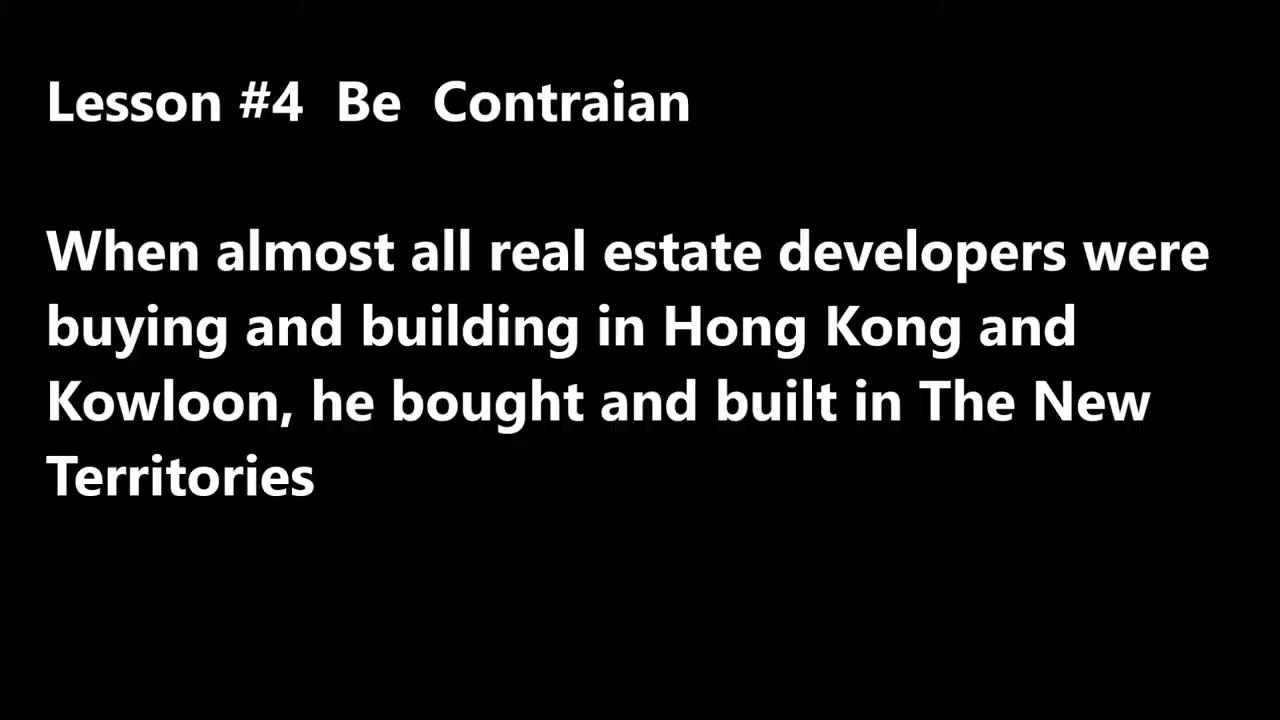 Lesson #4  Be  Contraian
When almost all real estate developers were
buying and building in Hong Kong and
Kowloon, he bought and built in The New
Territories